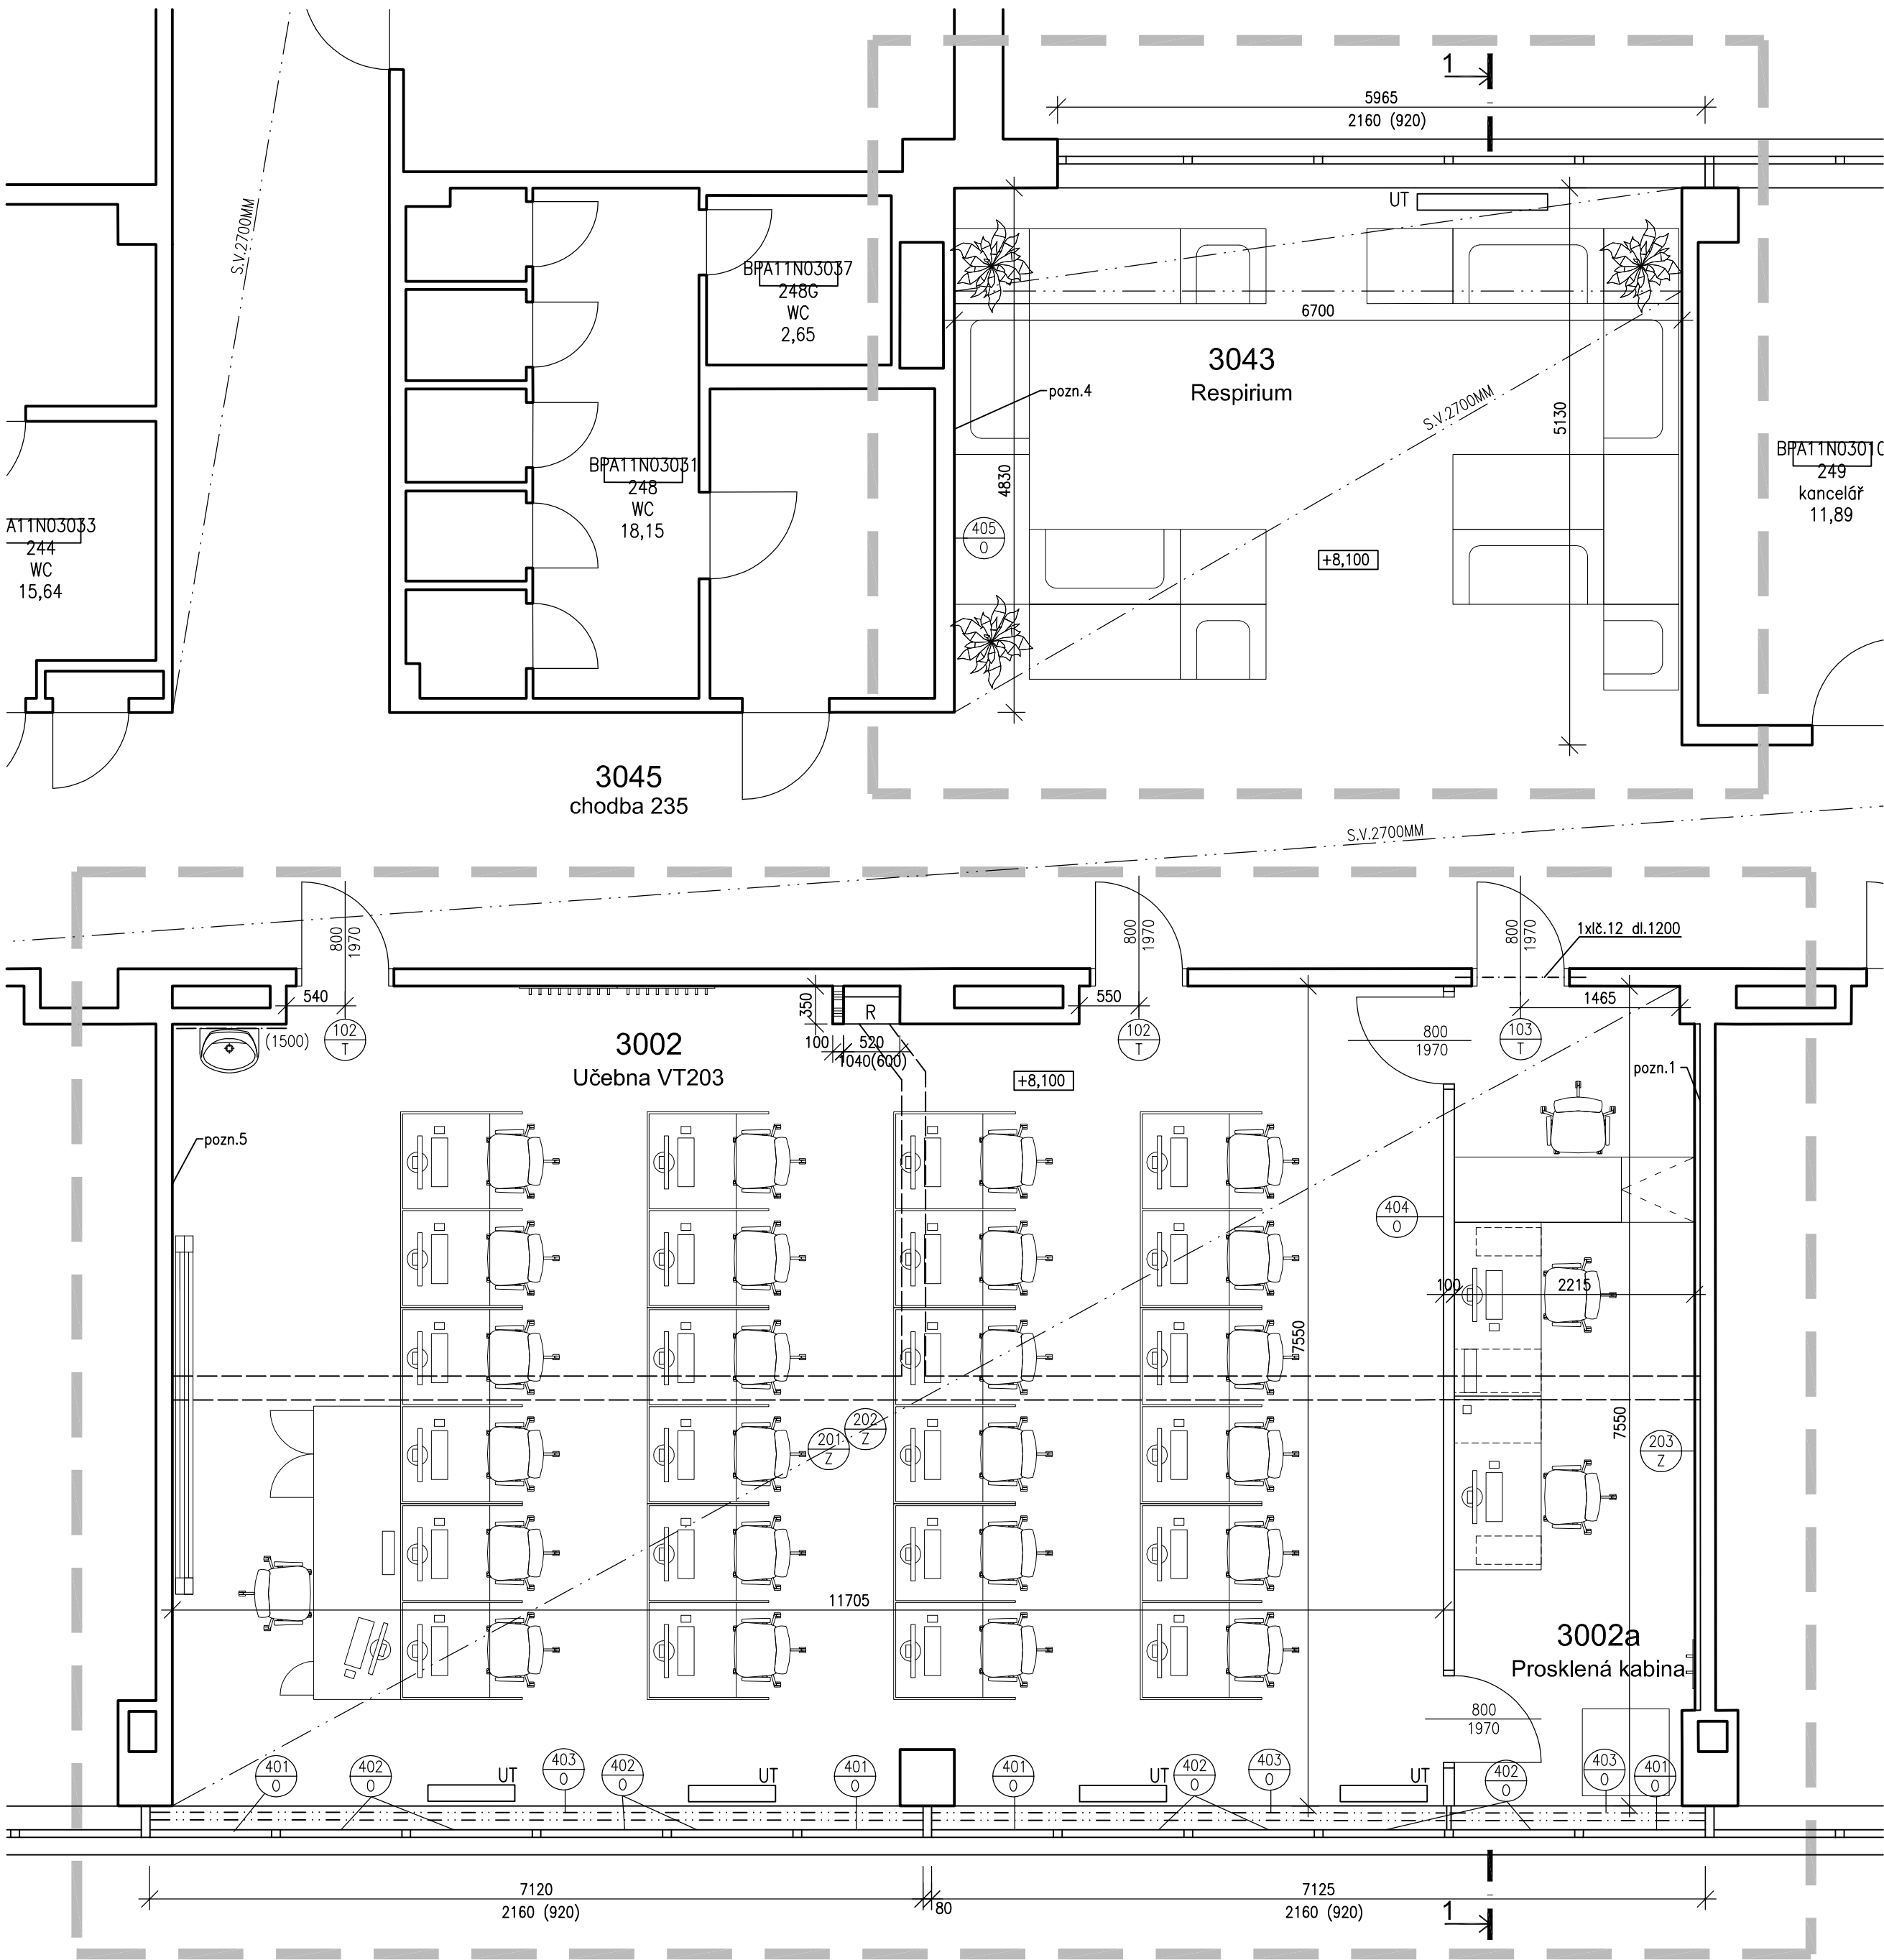 1
5965
2160 (920)
S.V.2700MM
UT
BPA11N03037
248G
WC
2,65
6700
3043
Respirium
pozn.4
S.V.2700MM
5130
4830
BPA11N03031
248
WC
18,15
BPA11N03010
249
kancelář
11,89
A11N03033
244
WC
15,64
405
0
+8,100
3045
chodba 235
S.V.2700MM
800
1970
800
1970
800
1970
1xIč.12 dl.1200
540
350
R
550
1465
102
T
(1500)
3002
Učebna VT203
100
520
1040(600)
+8,100
102
T
800
1970
103
T
pozn.1
pozn.5
404
0
100
2215
7550
7550
201
Z
202
Z
203
Z
11705
3002a
Prosklená kabina
800
1970
401
0
402
0
UT
403
0
402
0
UT
401
0
401
0
UT
402
0
403
0
UT
402
0
403
0
401
0
7120
2160 (920)
80
7125
2160 (920)
1